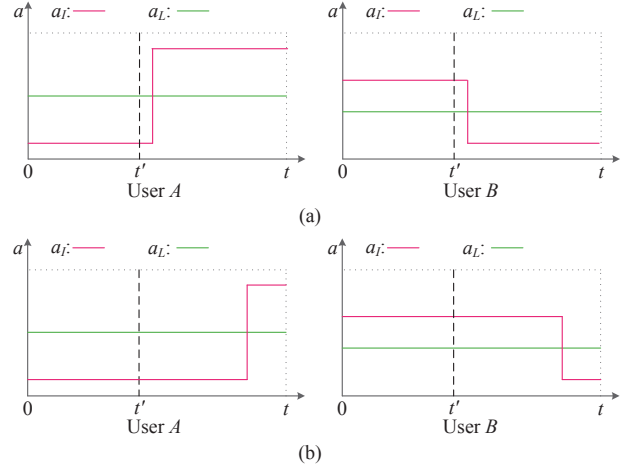 a a_I: a_L:
0 t′ t
User A
a a_I: a_L:
0 t′ t
User B
(a)
a a_I: a_L:
0 t′ t
User A
a a_I: a_L:
0 t′ t
User B
(b)